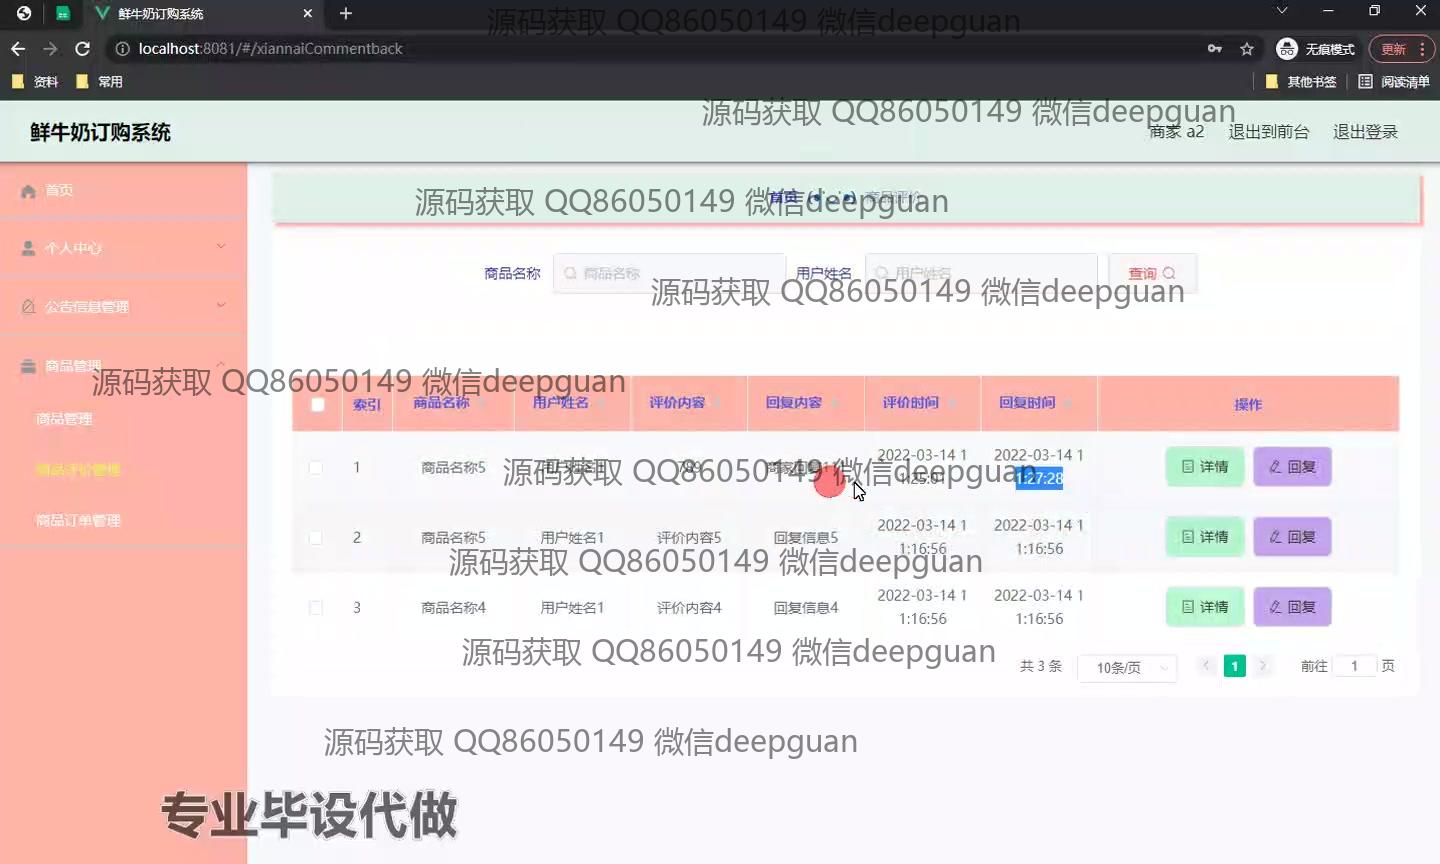 鲜牛奶订购系统
源码获取 QQ86050149 微信deepguan
localhost:8081/#/xiannaiCommentback
无痕模式
更新
资料
常用
其他书签
阅读清单
源码获取 QQ86050149 微信deepguan
鲜牛奶订购系统
商家 a2
退出到前台
退出登录
首页
源码获取 QQ86050149 微信deepguan
首页
商品评价
个人中心
商品名称
商品名称
用户姓名
用户姓名
查询
源码获取 QQ86050149 微信deepguan
公告信息管理
商品管理
源码获取 QQ86050149 微信deepguan
商品管理
商品评价管理
商品订单管理
索引 商品名称 用户姓名 评价内容 回复内容 评价时间 回复时间 操作
1 商品名称5 789 2022-03-14 1 2022-03-14 1
1:25:01 1:27:28
详情 回复
源码获取 QQ86050149 微信deepguan
2 商品名称5 用户姓名1 评价内容5 回复信息5 2022-03-14 1 2022-03-14 1
1:16:56 1:16:56
详情 回复
源码获取 QQ86050149 微信deepguan
3 商品名称4 用户姓名1 评价内容4 回复信息4 2022-03-14 1 2022-03-14 1
1:16:56 1:16:56
详情 回复
源码获取 QQ86050149 微信deepguan
共 3 条 10条/页 1 前往 1 页
源码获取 QQ86050149 微信deepguan
专业毕设代做